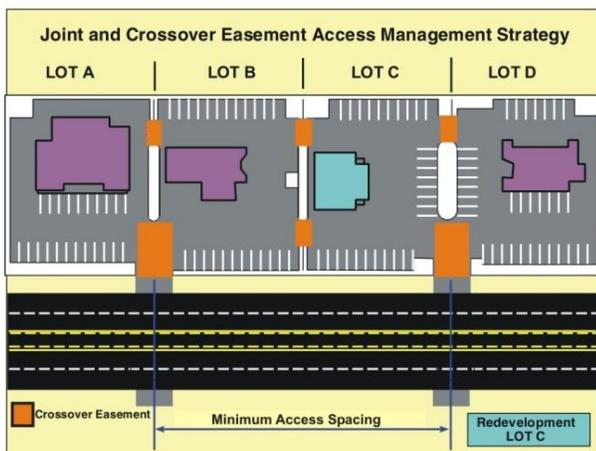 Joint and Crossover Easement Access Management Strategy
LOT A
LOT B
LOT C
LOT D
Crossover Easement
Minimum Access Spacing
Redevelopment
LOT C